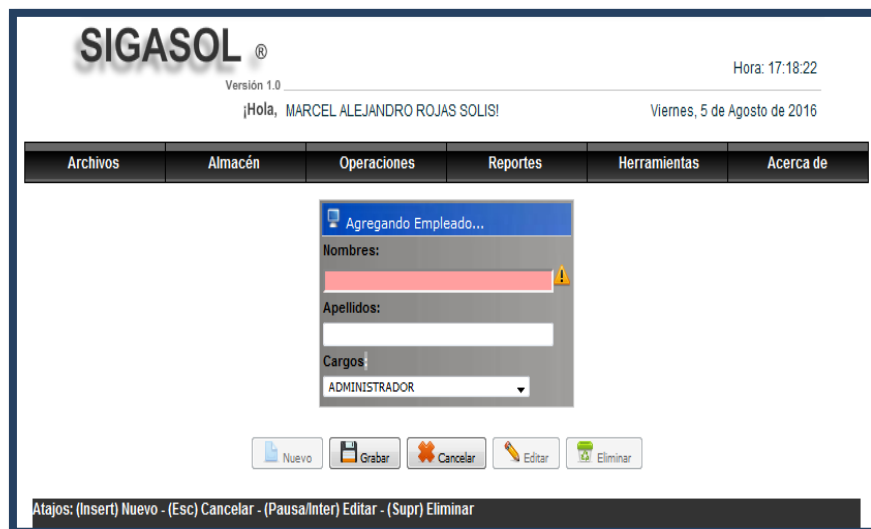 SIGASOL ®
Hora: 17:18:22
Versión 1.0
¡Hola, MARCEL ALEJANDRO ROJAS SOLIS!
Viernes, 5 de Agosto de 2016
Archivos Almacén Operaciones Reportes Herramientas Acerca de
Agregando Empleado...
Nombres:
Apellidos:
Cargos:
ADMINISTRADOR
Nuevo Grabar Cancelar Editar Eliminar
Atajos: (Insert) Nuevo - (Esc) Cancelar - (Pausa/Inter) Editar - (Supr) Eliminar